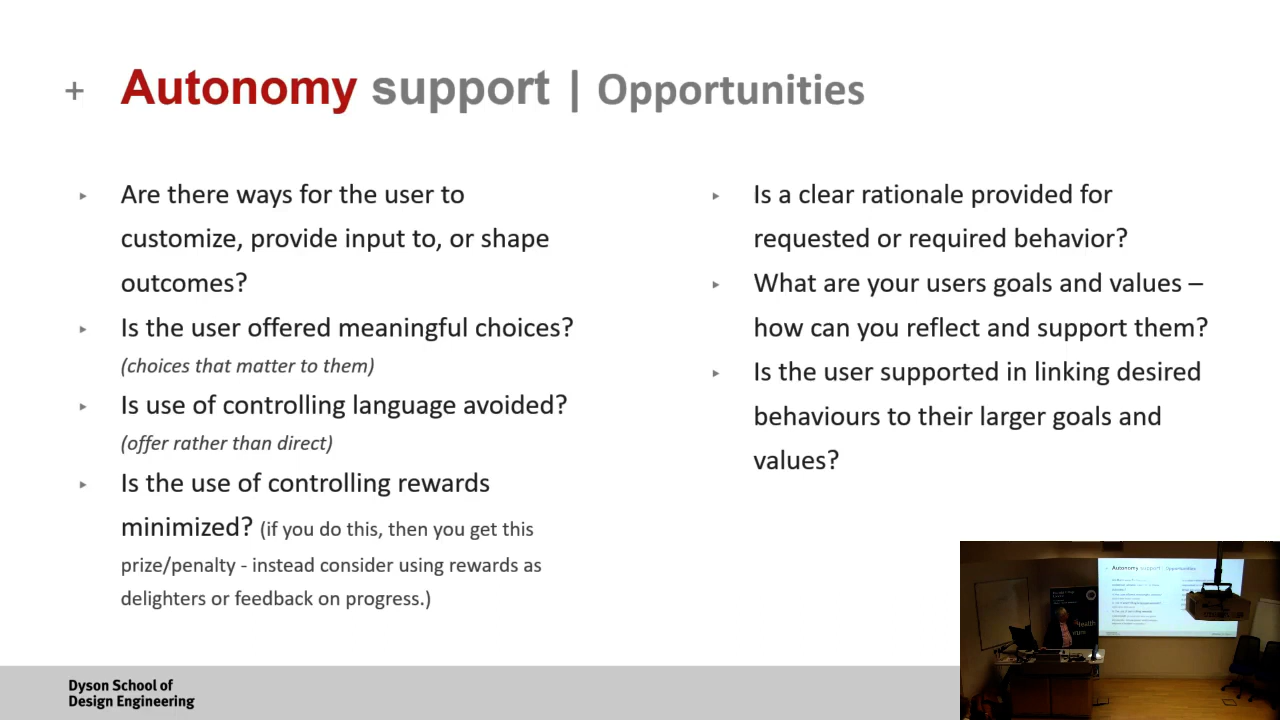 + Autonomy support | Opportunities
▸ Are there ways for the user to
customize, provide input to, or shape
outcomes?
▸ Is the user offered meaningful choices?
(choices that matter to them)
▸ Is use of controlling language avoided?
(offer rather than direct)
▸ Is the use of controlling rewards
minimized? (if you do this, then you get this
prize/penalty - instead consider using rewards as
delighters or feedback on progress.)
▸ Is a clear rationale provided for
requested or required behavior?
▸ What are your users goals and values –
how can you reflect and support them?
▸ Is the user supported in linking desired
behaviours to their larger goals and
values?
Dyson School of
Design Engineering
Autonomy support | Opportunities